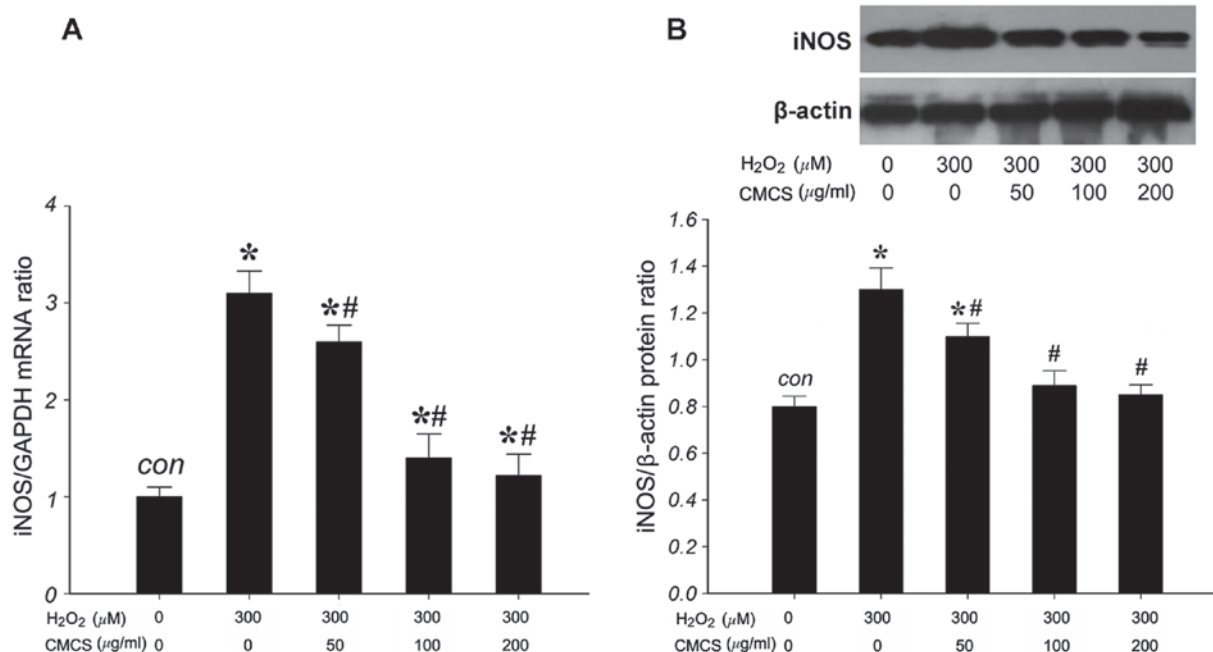 A
iNOS/GAPDH mRNA ratio
4
3
2
1
0
con
*
*#
*#
*#
H₂O₂ (μM) 0 300 300 300 300
CMCS (μg/ml) 0 0 50 100 200
B
iNOS
β-actin
H₂O₂ (μM) 0 300 300 300 300
CMCS (μg/ml) 0 0 50 100 200
iNOS/β-actin protein ratio
1.6
1.4
1.2
1.0
0.8
0.6
0.4
0.2
0.0
con
*
*#
#
#
H₂O₂ (μM) 0 300 300 300 300
CMCS (μg/ml) 0 0 50 100 200